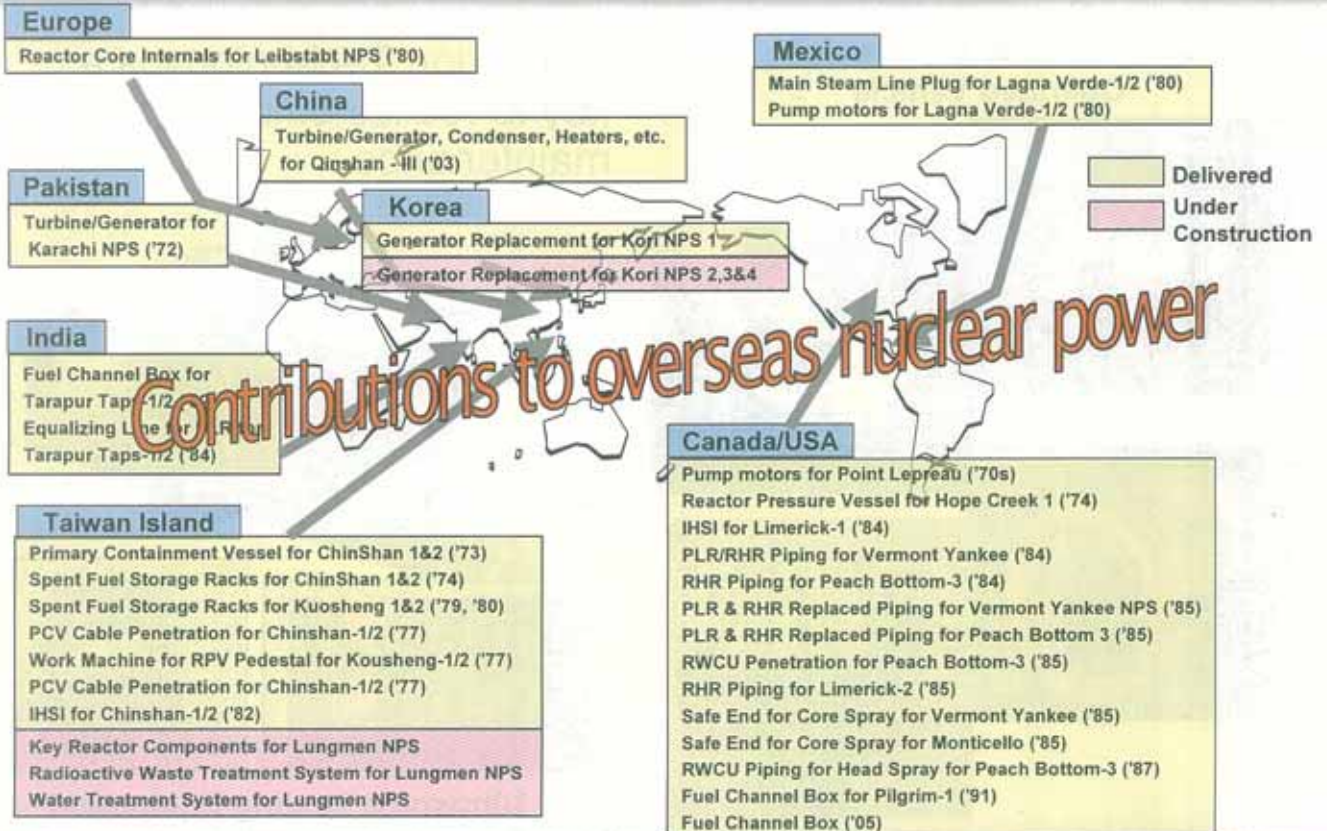 Europe
Reactor Core Internals for Leibstabt NPS ('80)
China
Turbine/Generator, Condenser, Heaters, etc.
for Qinshan - III ('03)
Mexico
Main Steam Line Plug for Lagna Verde-1/2 ('80)
Pump motors for Lagna Verde-1/2 ('80)
Delivered
Under
Construction
Pakistan
Turbine/Generator for
Karachi NPS ('72)
Korea
Generator Replacement for Kori NPS 1
Generator Replacement for Kori NPS 2,3&4
Contributions to overseas nuclear power
India
Fuel Channel Box for
Tarapur Taps-1/2
Equalizing Line for
Tarapur Taps-1/2 ('84)
Taiwan Island
Primary Containment Vessel for ChinShan 1&2 ('73)
Spent Fuel Storage Racks for ChinShan 1&2 ('74)
Spent Fuel Storage Racks for Kuosheng 1&2 ('79, '80)
PCV Cable Penetration for Chinshan-1/2 ('77)
Work Machine for RPV Pedestal for Kousheng-1/2 ('77)
PCV Cable Penetration for Chinshan-1/2 ('77)
IHSI for Chinshan-1/2 ('82)
Key Reactor Components for Lungmen NPS
Radioactive Waste Treatment System for Lungmen NPS
Water Treatment System for Lungmen NPS
Canada/USA
Pump motors for Point Lepreau ('70s)
Reactor Pressure Vessel for Hope Creek 1 ('74)
IHSI for Limerick-1 ('84)
PLR/RHR Piping for Vermont Yankee ('84)
RHR Piping for Peach Bottom-3 ('84)
PLR & RHR Replaced Piping for Vermont Yankee NPS ('85)
PLR & RHR Replaced Piping for Peach Bottom 3 ('85)
RWCU Penetration for Peach Bottom-3 ('85)
RHR Piping for Limerick-2 ('85)
Safe End for Core Spray for Vermont Yankee ('85)
Safe End for Core Spray for Monticello ('85)
RWCU Piping for Head Spray for Peach Bottom-3 ('87)
Fuel Channel Box for Pilgrim-1 ('91)
Fuel Channel Box ('05)